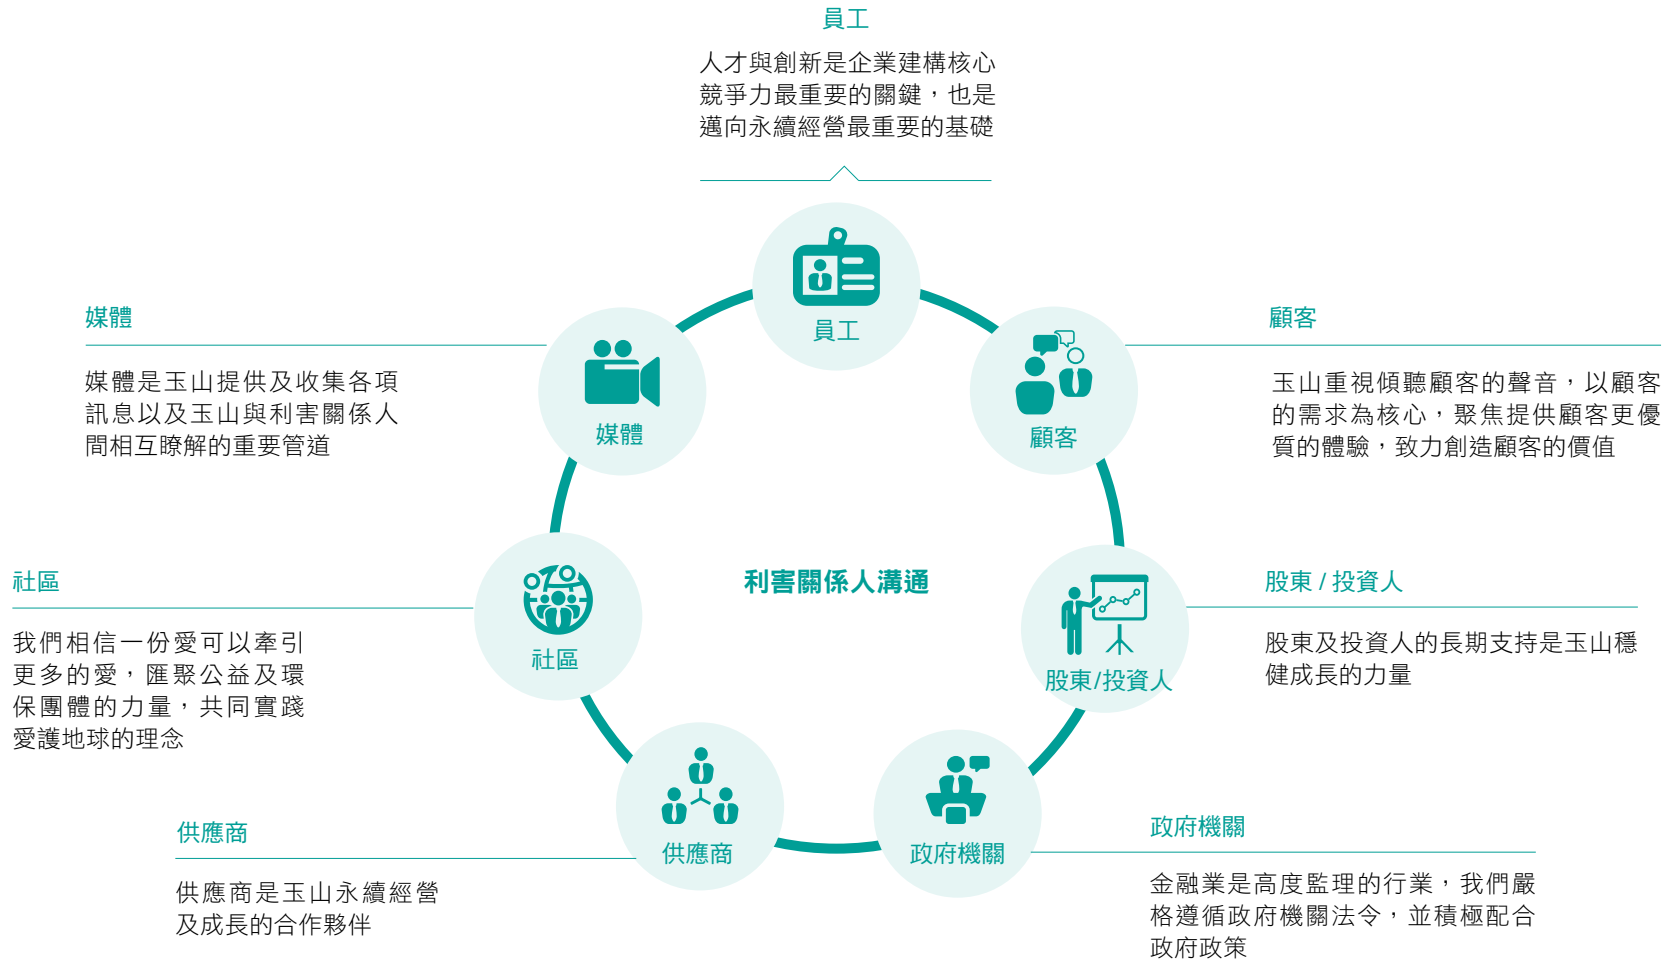 員工
人才與創新是企業建構核心
競爭力最重要的關鍵，也是
邁向永續經營最重要的基礎
員工
媒體
媒體是玉山提供及收集各項
訊息以及玉山與利害關係人
間相互瞭解的重要管道
媒體
顧客
顧客
玉山重視傾聽顧客的聲音，以顧客
的需求為核心，聚焦提供顧客更優
質的體驗，致力創造顧客的價值
利害關係人溝通
社區
我們相信一份愛可以牽引
更多的愛，匯聚公益及環
保團體的力量，共同實踐
愛護地球的理念
社區
股東/投資人
股東 / 投資人
股東及投資人的長期支持是玉山穩
健成長的力量
供應商
供應商是玉山永續經營
及成長的合作夥伴
供應商
政府機關
政府機關
金融業是高度監理的行業，我們嚴
格遵循政府機關法令，並積極配合
政府政策